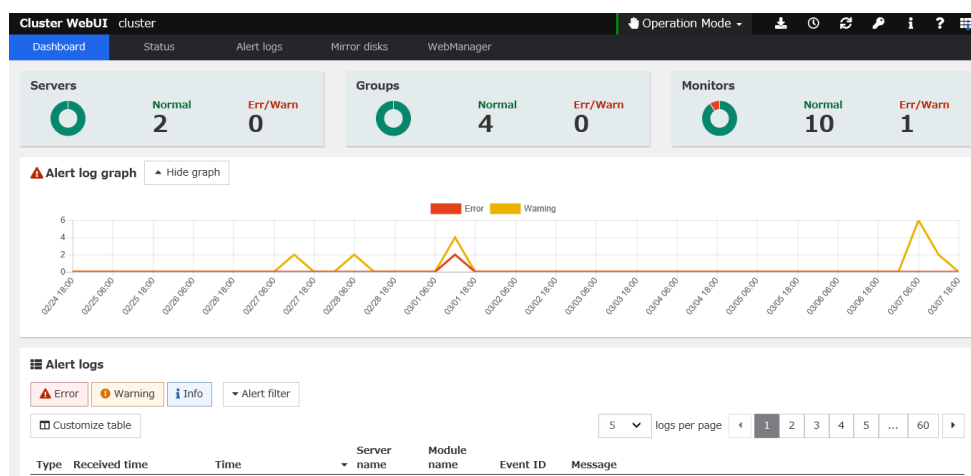 Cluster WebUI cluster Operation Mode
Dashboard Status Alert logs Mirror disks WebManager
Servers Groups Monitors
Normal Err/Warn Normal Err/Warn Normal Err/Warn
2 0 4 0 10 1
Alert log graph Hide graph
Error Warning
6
4
2
0
02/24 18:00 02/25 06:00 02/25 18:00 02/26 06:00 02/26 18:00 02/27 06:00 02/27 18:00 02/28 06:00 02/28 18:00 03/01 06:00 03/01 18:00 03/02 06:00 03/02 18:00 03/03 06:00 03/03 18:00 03/04 06:00 03/04 18:00 03/05 06:00 03/05 18:00 03/06 06:00 03/06 18:00 03/07 06:00 03/07 18:00
Alert logs
Error Warning Info Alert filter
Customize table 5 logs per page 1 2 3 4 5 ... 60
Type Received time Time Server name Module name Event ID Message